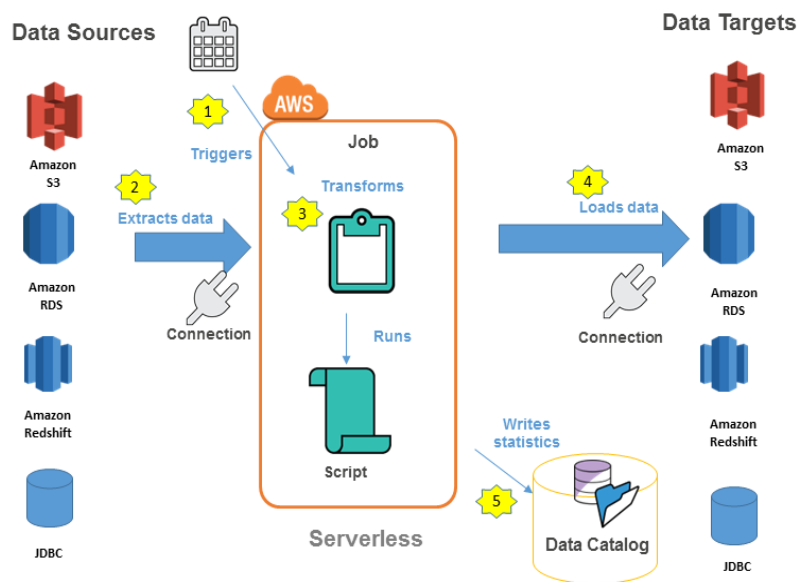 Data Sources
Data Targets
AWS
1
Triggers
Job
Amazon
S3
2
Extracts data
Transforms
3
4
Loads data
Amazon
S3
Amazon
RDS
Connection
Runs
Connection
Amazon
RDS
Amazon
Redshift
Script
Writes
statistics
5
Amazon
Redshift
JDBC
Serverless
Data Catalog
JDBC